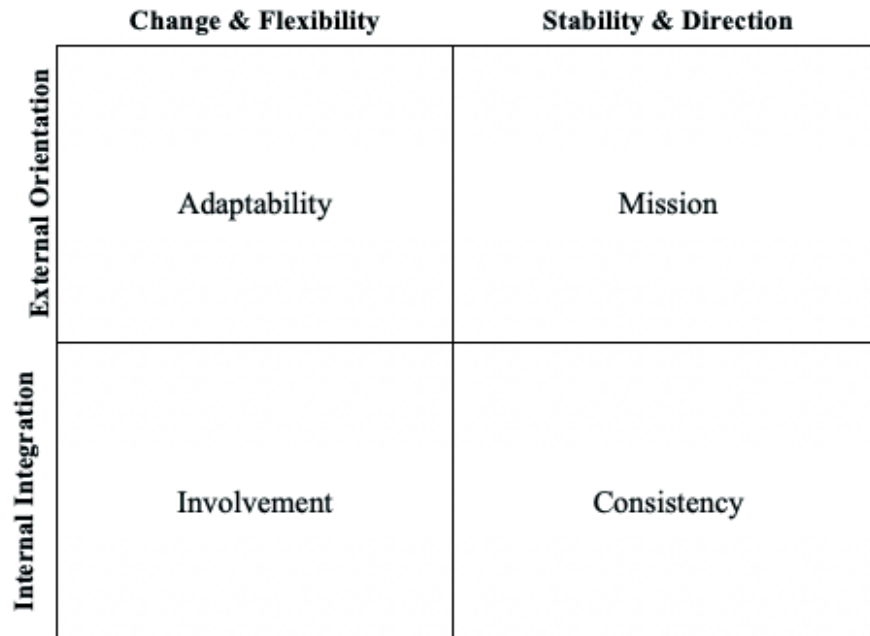 Change & Flexibility
Stability & Direction
External Orientation
Adaptability
Mission
Internal Integration
Involvement
Consistency